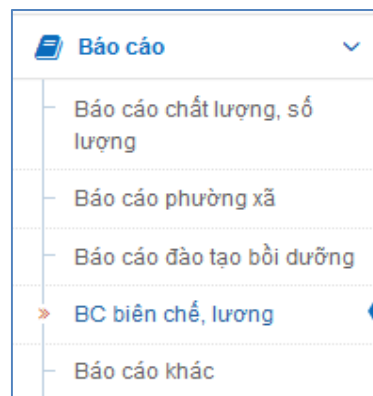 Báo cáo
Báo cáo chất lượng, số
lượng
Báo cáo phường xã
Báo cáo đào tạo bồi dưỡng
BC biên chế, lương
Báo cáo khác